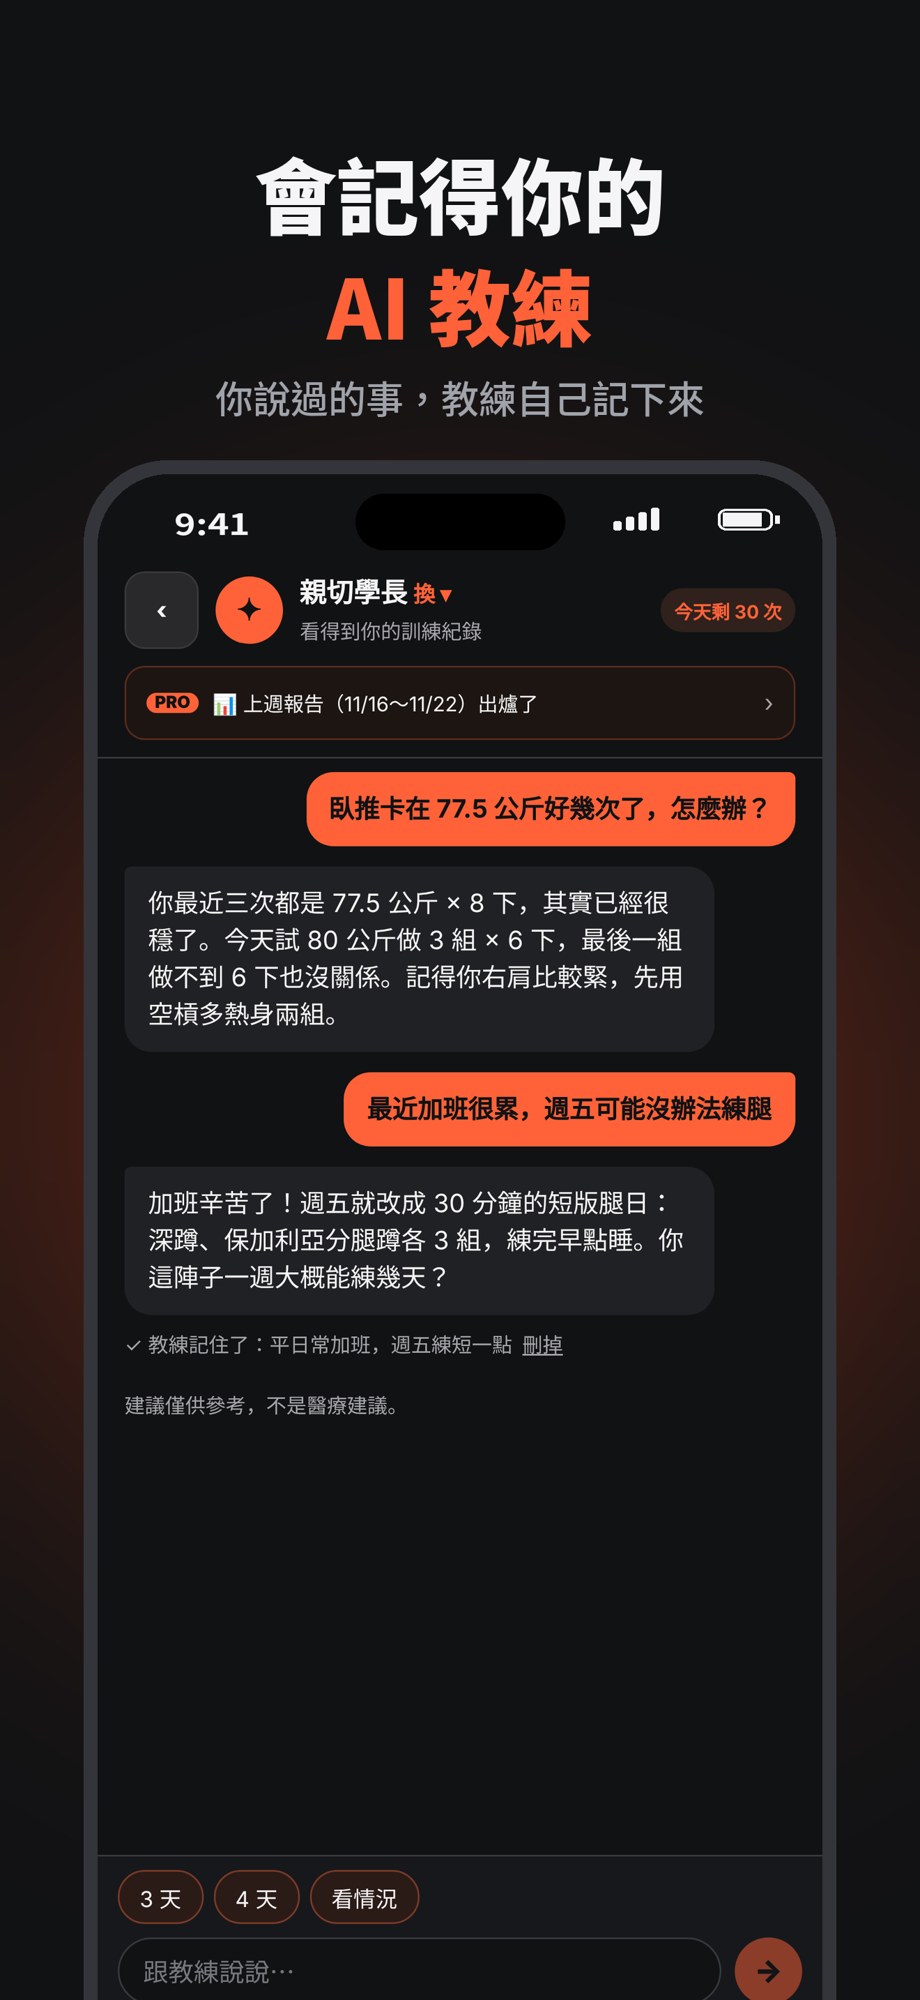 會記得你的
AI 教練
你說過的事，教練自己記下來
9:41
‹
親切學長 換▼
看得到你的訓練紀錄
今天剩 30 次
PRO 📊 上週報告（11/16～11/22）出爐了 ›
臥推卡在 77.5 公斤好幾次了，怎麼辦？
你最近三次都是 77.5 公斤 × 8 下，其實已經很
穩了。今天試 80 公斤做 3 組 × 6 下，最後一組
做不到 6 下也沒關係。記得你右肩比較緊，先用
空槓多熱身兩組。
最近加班很累，週五可能沒辦法練腿
加班辛苦了！週五就改成 30 分鐘的短版腿日：
深蹲、保加利亞分腿蹲各 3 組，練完早點睡。你
這陣子一週大概能練幾天？
✓ 教練記住了：平日常加班，週五練短一點 刪掉
建議僅供參考，不是醫療建議。
3 天
4 天
看情況
跟教練說說⋯
→